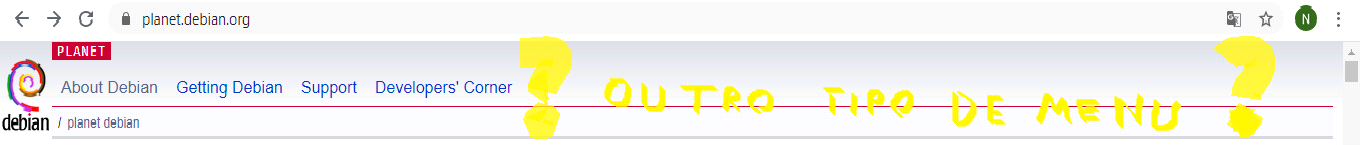 planet.debian.org
N
PLANET
About Debian Getting Debian Support Developers' Corner
? OUTRO TIPO DE MENU ?
debian / planet debian